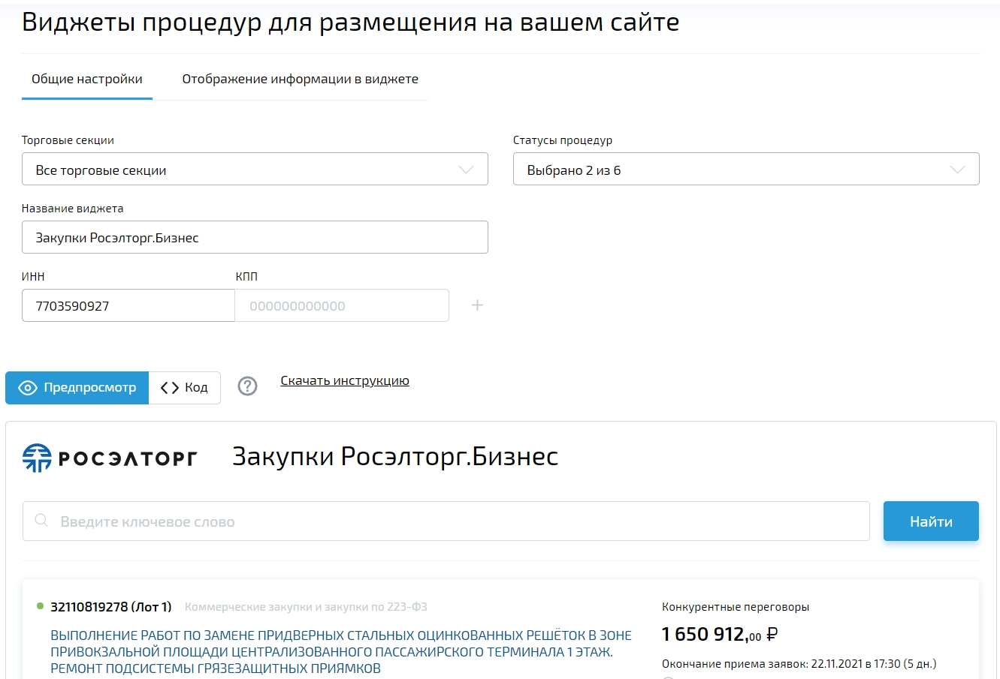 Виджеты процедур для размещения на вашем сайте
Общие настройки Отображение информации в виджете
Торговые секции Статусы процедур
Все торговые секции Выбрано 2 из 6
Название виджета
Закупки Росэлторг.Бизнес
ИНН КПП
7703590927 000000000000 +
Предпросмотр <> Код ? Скачать инструкцию
РОСЭЛТОРГ Закупки Росэлторг.Бизнес
Введите ключевое слово Найти
32110819278 (Лот 1) Коммерческие закупки и закупки по 223-ФЗ Конкурентные переговоры
ВЫПОЛНЕНИЕ РАБОТ ПО ЗАМЕНЕ ПРИДВЕРНЫХ СТАЛЬНЫХ ОЦИНКОВАННЫХ РЕШЁТОК В ЗОНЕ 1 650 912,00 ₽
ПРИВОКЗАЛЬНОЙ ПЛОЩАДИ ЦЕНТРАЛИЗОВАННОГО ПАССАЖИРСКОГО ТЕРМИНАЛА 1 ЭТАЖ.
РЕМОНТ ПОДСИСТЕМЫ ГРЯЗЕЗАЩИТНЫХ ПРИЯМКОВ Окончание приема заявок: 22.11.2021 в 17:30 (5 дн.)